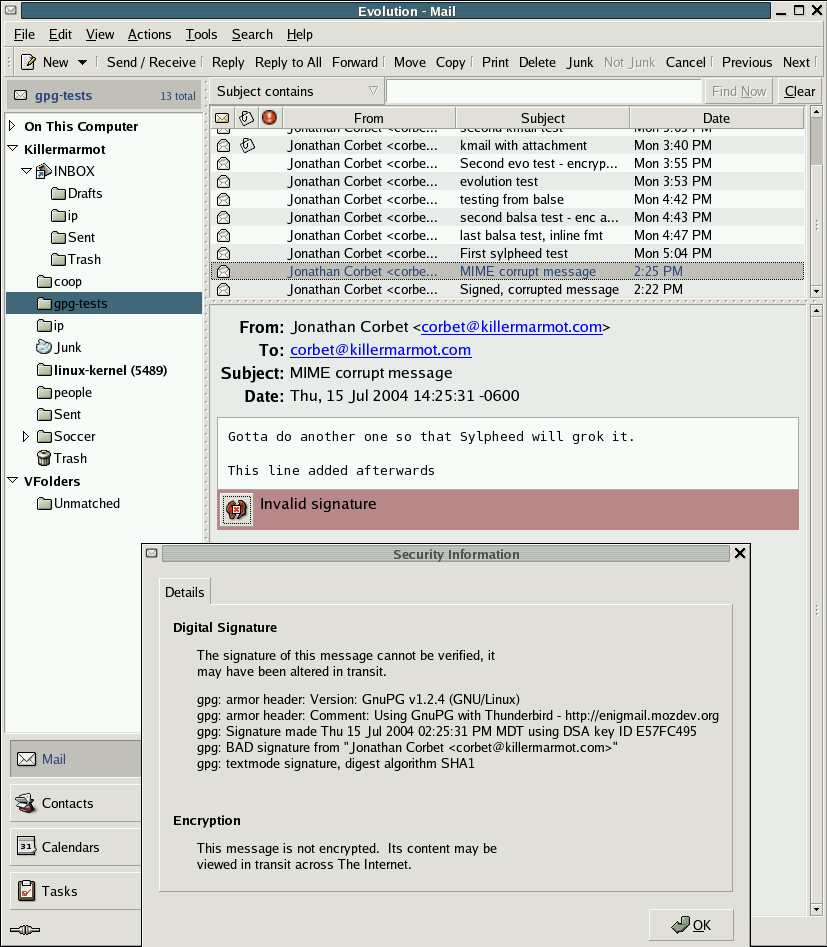 Evolution - Mail
File Edit View Actions Tools Search Help
New Send / Receive Reply Reply to All Forward Move Copy Print Delete Junk Not Junk Cancel Previous Next
gpg-tests 13 total
Subject contains Find Now Clear
From Subject Date
On This Computer
Killermarmot
INBOX
Drafts
ip
Sent
Trash
coop
gpg-tests
ip
Junk
linux-kernel (5489)
people
Sent
Soccer
Trash
VFolders
Unmatched
Jonathan Corbet <corbe... second kmail test Mon 3:03 PM
Jonathan Corbet <corbe... kmail with attachment Mon 3:40 PM
Jonathan Corbet <corbe... Second evo test - encryp... Mon 3:55 PM
Jonathan Corbet <corbe... evolution test Mon 3:53 PM
Jonathan Corbet <corbe... testing from balse Mon 4:42 PM
Jonathan Corbet <corbe... second balsa test - enc a... Mon 4:43 PM
Jonathan Corbet <corbe... last balsa test, inline fmt Mon 4:47 PM
Jonathan Corbet <corbe... First sylpheed test Mon 5:04 PM
Jonathan Corbet <corbe... MIME corrupt message 2:25 PM
Jonathan Corbet <corbe... Signed, corrupted message 2:22 PM
From: Jonathan Corbet <corbet@killermarmot.com>
To: corbet@killermarmot.com
Subject: MIME corrupt message
Date: Thu, 15 Jul 2004 14:25:31 -0600
Gotta do another one so that Sylpheed will grok it.
This line added afterwards
Invalid signature
Security Information
Details
Digital Signature
The signature of this message cannot be verified, it
may have been altered in transit.
gpg: armor header: Version: GnuPG v1.2.4 (GNU/Linux)
gpg: armor header: Comment: Using GnuPG with Thunderbird - http://enigmail.mozdev.org
gpg: Signature made Thu 15 Jul 2004 02:25:31 PM MDT using DSA key ID E57FC495
gpg: BAD signature from "Jonathan Corbet <corbet@killermarmot.com>"
gpg: textmode signature, digest algorithm SHA1
Encryption
This message is not encrypted. Its content may be
viewed in transit across The Internet.
OK
Mail
Contacts
31 Calendars
Tasks